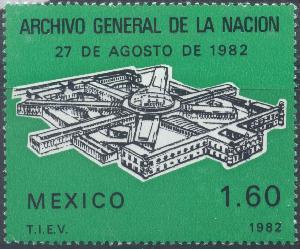 ARCHIVO GENERAL DE LA NACION
27 DE AGOSTO DE 1982
MEXICO 1.60
T.I.E.V. 1982